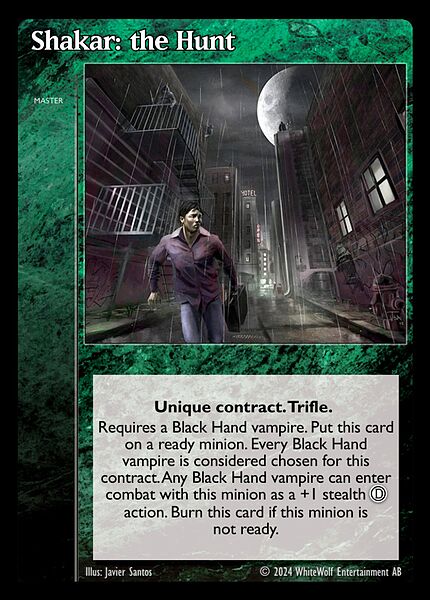 Shakar: the Hunt
MASTER
HOTEL
Unique contract. Trifle.
Requires a Black Hand vampire. Put this card
on a ready minion. Every Black Hand
vampire is considered chosen for this
contract. Any Black Hand vampire can enter
combat with this minion as a +1 stealth Ⓓ
action. Burn this card if this minion is
not ready.
Illus: Javier Santos
© 2024 WhiteWolf Entertainment AB